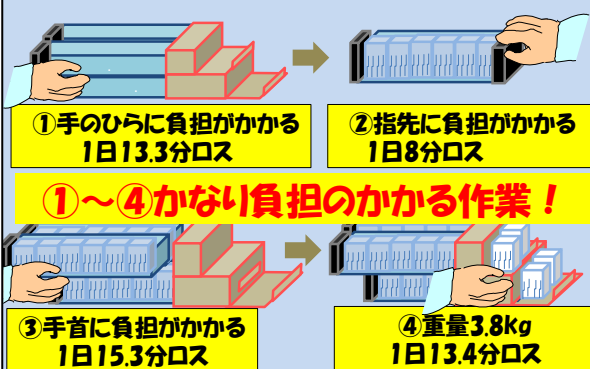 ①手のひらに負担がかかる
1日13.3分ロス
②指先に負担がかかる
1日8分ロス
①～④かなり負担のかかる作業！
③手首に負担がかかる
1日15.3分ロス
④重量3.8kg
1日13.4分ロス